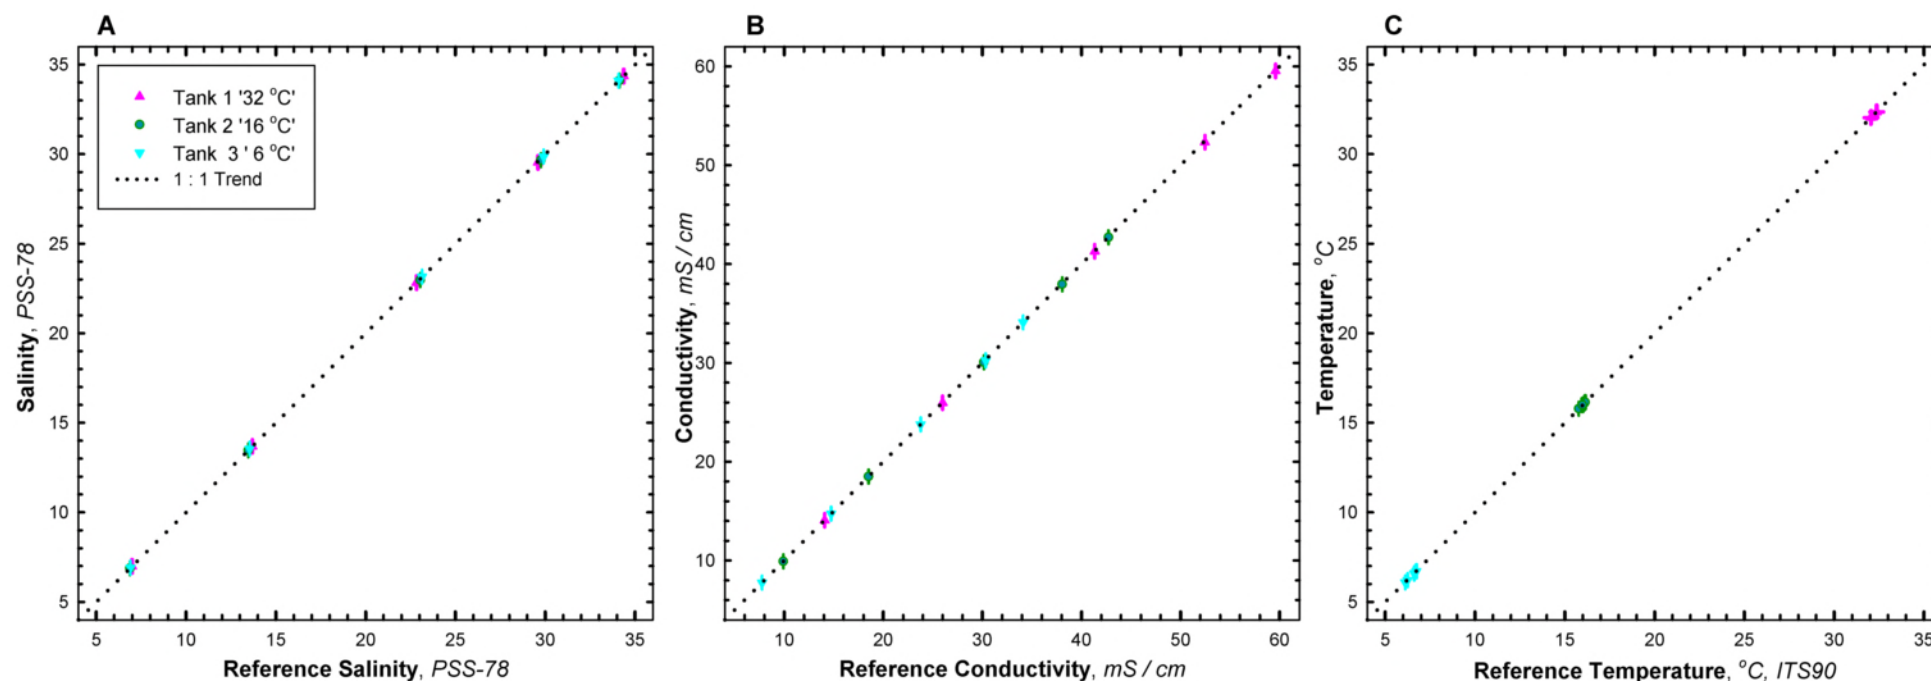 A
Salinity, PSS-78
35
30
25
20
15
10
5
Tank 1 '32 °C'
Tank 2 '16 °C'
Tank 3 ' 6 °C'
1 : 1 Trend
5 10 15 20 25 30 35
Reference Salinity, PSS-78
B
Conductivity, mS / cm
60
50
40
30
20
10
10 20 30 40 50 60
Reference Conductivity, mS / cm
C
Temperature, °C
35
30
25
20
15
10
5
5 10 15 20 25 30 35
Reference Temperature, °C, ITS90